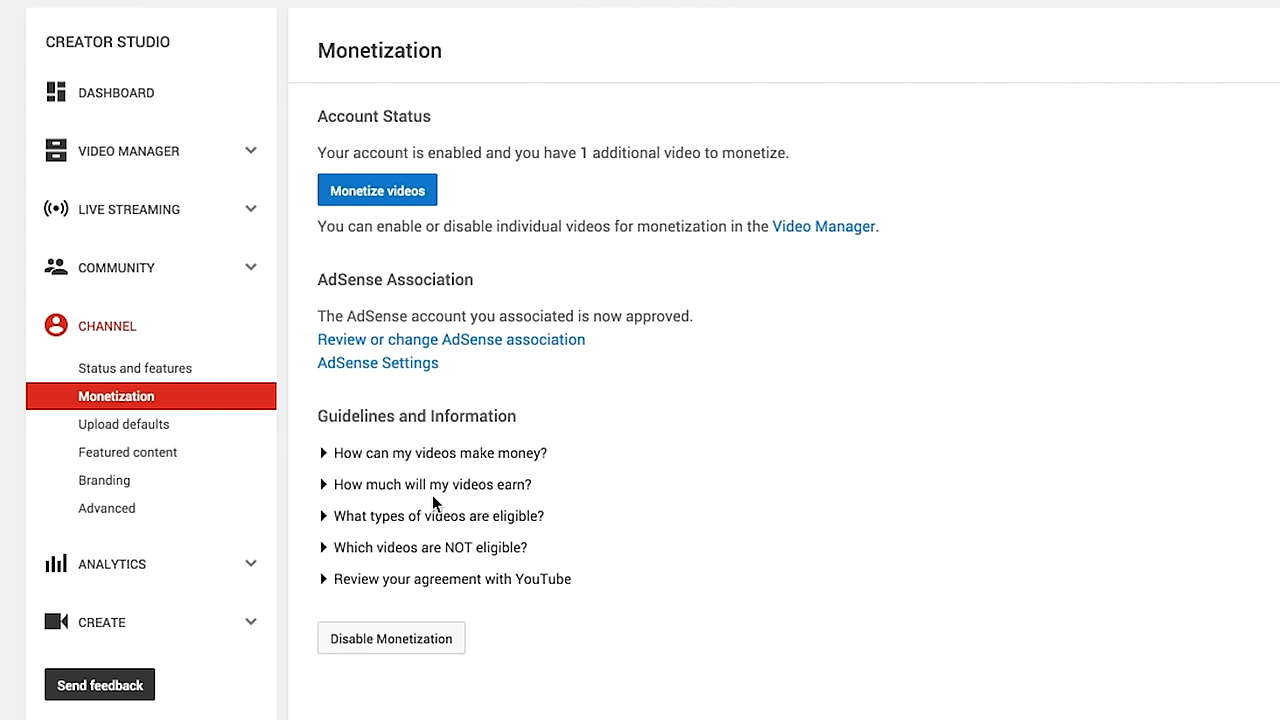 CREATOR STUDIO
DASHBOARD
VIDEO MANAGER
LIVE STREAMING
COMMUNITY
CHANNEL
Status and features
Monetization
Upload defaults
Featured content
Branding
Advanced
ANALYTICS
CREATE
Send feedback
Monetization
Account Status
Your account is enabled and you have 1 additional video to monetize.
Monetize videos
You can enable or disable individual videos for monetization in the Video Manager.
AdSense Association
The AdSense account you associated is now approved.
Review or change AdSense association
AdSense Settings
Guidelines and Information
How can my videos make money?
How much will my videos earn?
What types of videos are eligible?
Which videos are NOT eligible?
Review your agreement with YouTube
Disable Monetization